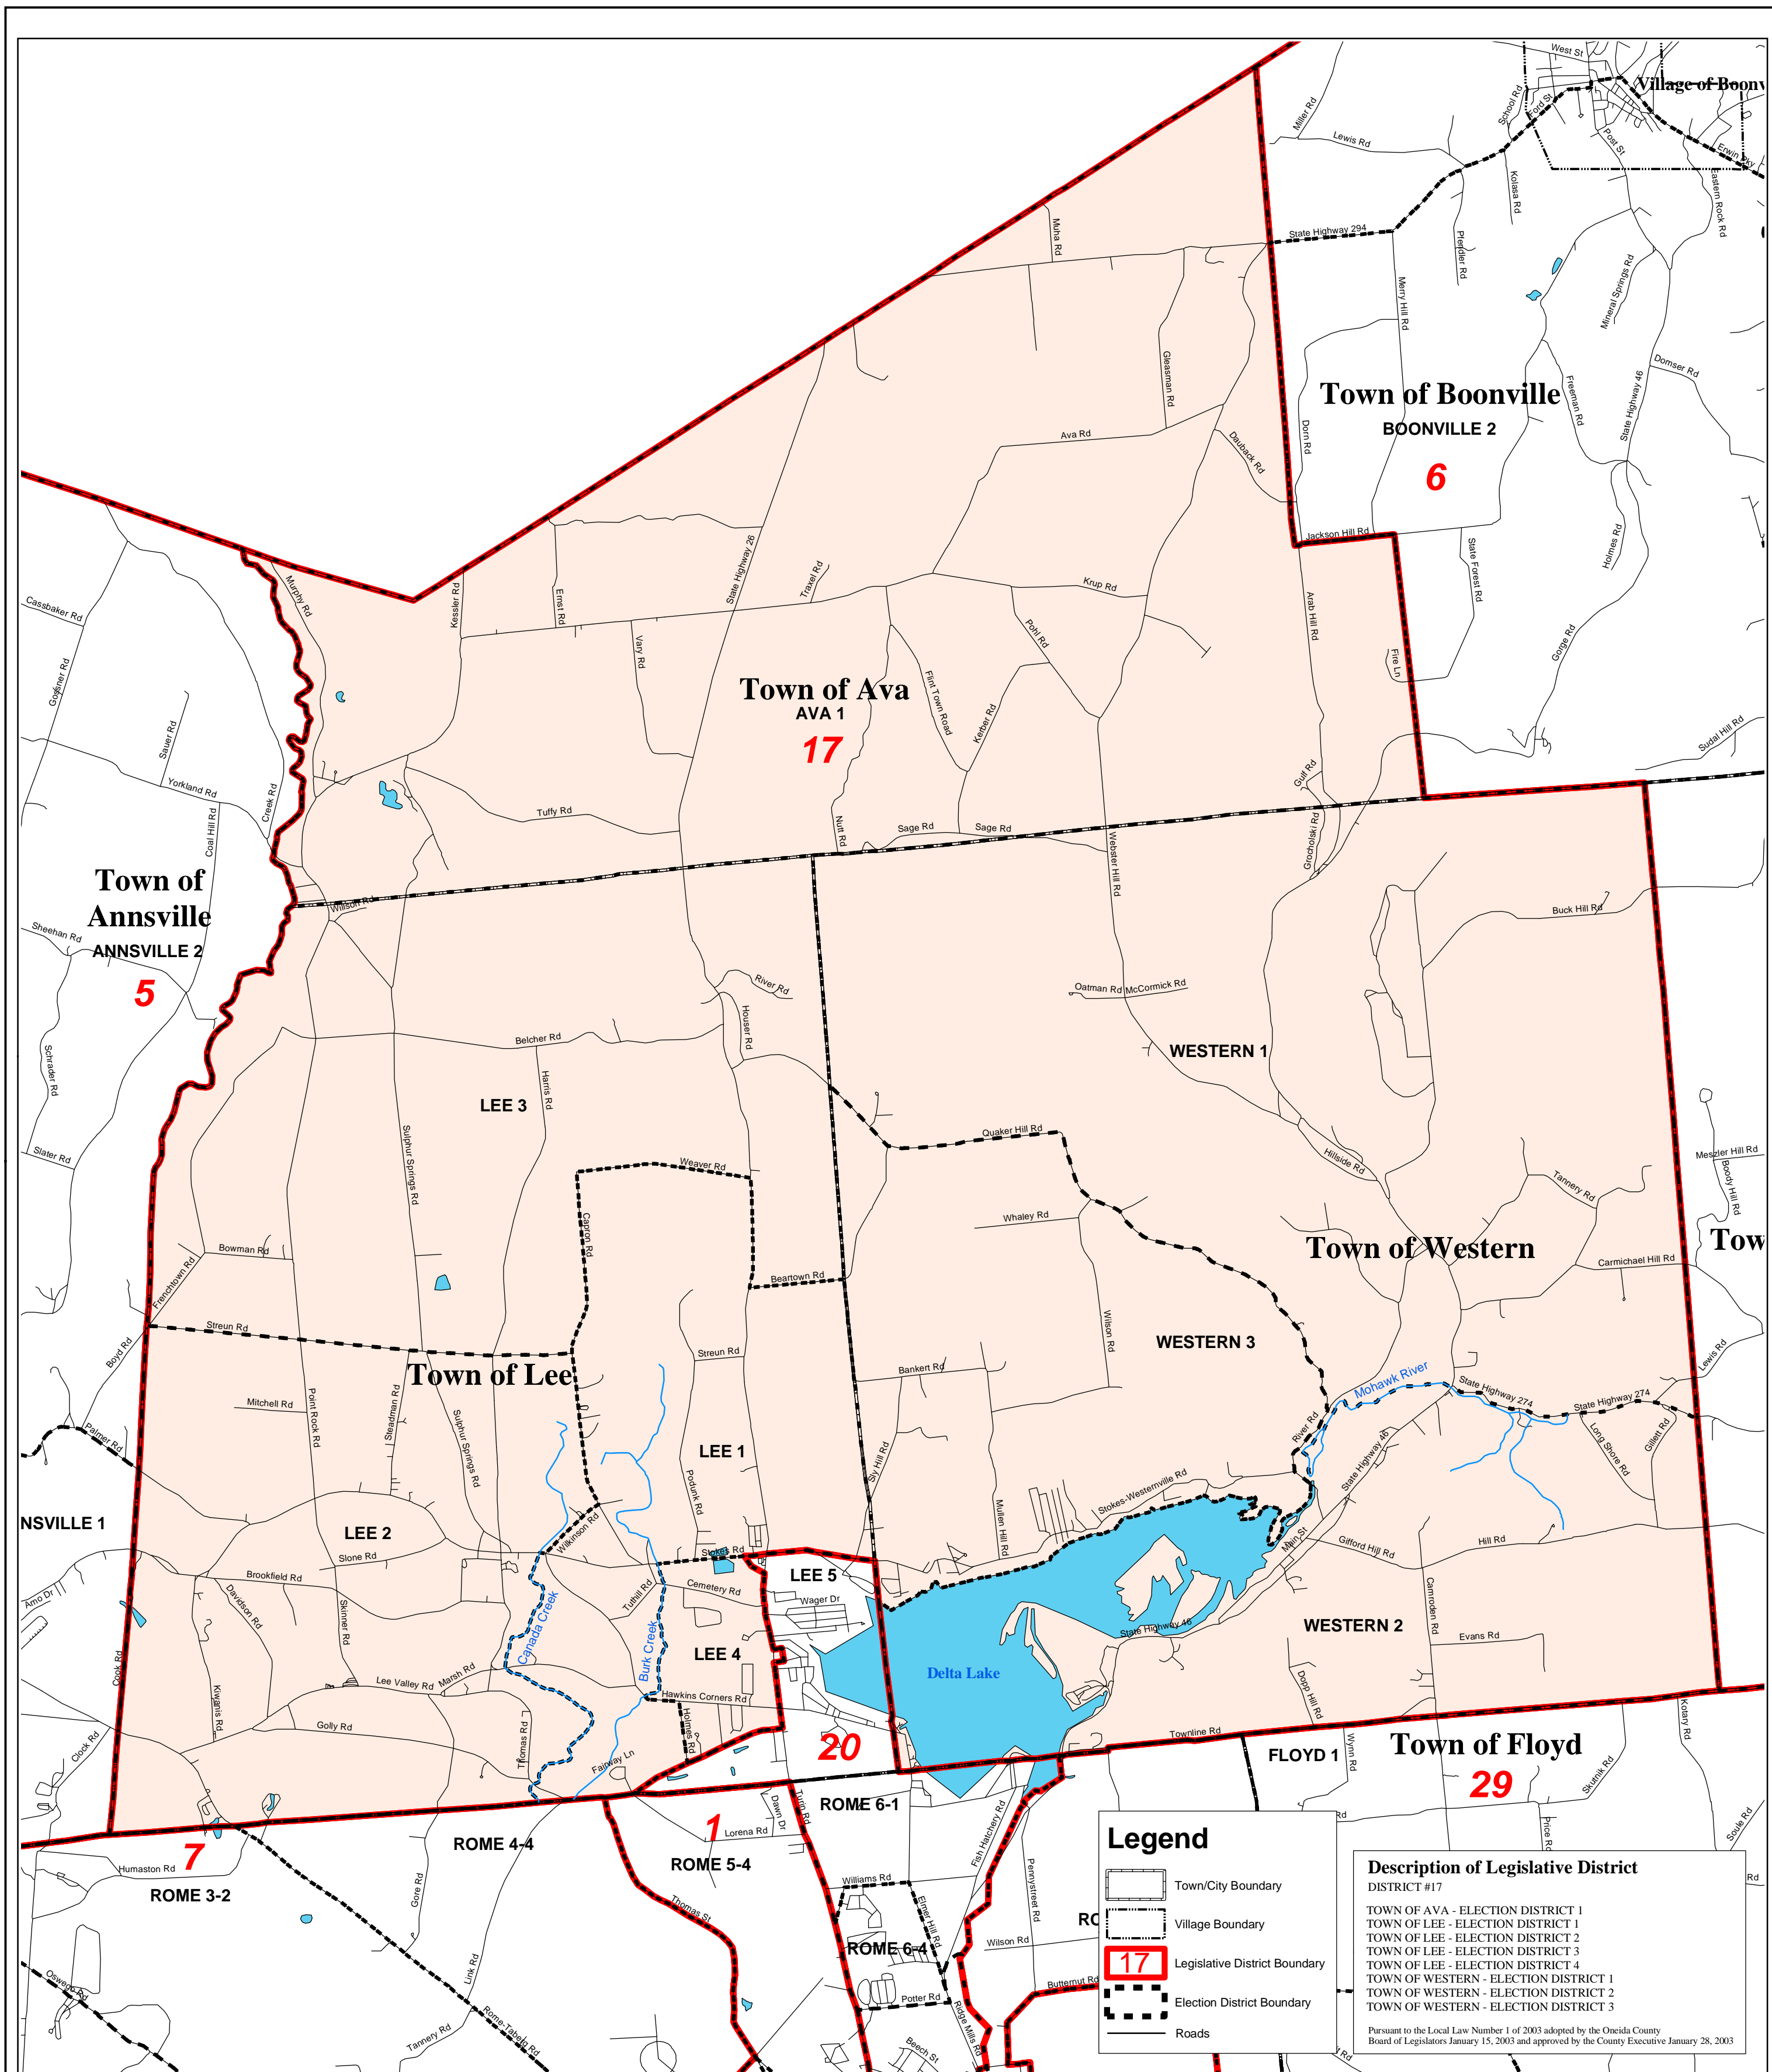 West St
Village of Boonv
School Rd
Ford St
Miller Rd
Lewis Rd
Post St
Erwin Pky
Kolasa Rd
Eastern Rock Rd
Muha Rd
State Highway 294
Pfendler Rd
Mineral Springs Rd
Merry Hill Rd
Gleasman Rd
Domser Rd
Freeman Rd
State Highway 46
Town of Boonville
BOONVILLE 2
6
Dorn Rd
Ava Rd
Dauback Rd
Jackson Hill Rd
State Forest Rd
Holmes Rd
State Highway 26
Traxel Rd
Krup Rd
Murphy Rd
Kessler Rd
Ernst Rd
Cassbaker Rd
Arab Hill Rd
Pohl Rd
Vary Rd
Gorge Rd
Fire Ln
Gossner Rd
Flint Town Road
Kerber Rd
Town of Ava
AVA 1
17
Sauer Rd
Sudal Hill Rd
Yorkland Rd
Creek Rd
Gulf Rd
Coal Hill Rd
Tuffy Rd
Nutt Rd
Sage Rd
Sage Rd
Grocholski Rd
Webster Hill Rd
Town of
Annsville
ANNSVILLE 2
5
Willson Rd
Buck Hill Rd
Sheehan Rd
River Rd
Oatman Rd
McCormick Rd
Houser Rd
Belcher Rd
WESTERN 1
Schrader Rd
Harris Rd
LEE 3
Quaker Hill Rd
Sulphur Springs Rd
Slater Rd
Weaver Rd
Hillside Rd
Meszler Hill Rd
Boody Hill Rd
Tannery Rd
Capron Rd
Whaley Rd
Bowman Rd
Town of Western
Tow
Carmichael Hill Rd
Frenchtown Rd
Beartown Rd
Wilson Rd
Streun Rd
WESTERN 3
Boyd Rd
Streun Rd
Lewis Rd
Town of Lee
Bankert Rd
Mohawk River
State Highway 274
State Highway 274
Mitchell Rd
Point Rock Rd
Steadman Rd
Sulphur Springs Rd
River Rd
Long Shore Rd
Gillett Rd
Palmer Rd
LEE 1
Sly Hill Rd
State Highway 46
Podunk Rd
Stokes-Westernville Rd
Mullen Hill Rd
NSVILLE 1
LEE 2
Wilkinson Rd
Main St
Gifford Hill Rd
Hill Rd
Slone Rd
Stokes Rd
LEE 5
Brookfield Rd
Cemetery Rd
Arno Dr
Davidson Rd
Skinner Rd
Tuthill Rd
Wager Dr
Camroden Rd
Canada Creek
Burk Creek
State Highway 46
WESTERN 2
Evans Rd
LEE 4
Cook Rd
Delta Lake
Marsh Rd
Lee Valley Rd
Dopp Hill Rd
Kiwanis Rd
Hawkins Corners Rd
Holmes Rd
Golly Rd
Thomas Rd
Clock Rd
Townline Rd
Kotary Rd
20
Fairway Ln
FLOYD 1
Wynn Rd
Town of Floyd
29
Skutnik Rd
Dawn Dr
Turin Rd
ROME 6-1
1
Lorena Rd
Fish Hatchery Rd
Rd
Price Rd
Soule Rd
Legend
7
ROME 4-4
Humaston Rd
ROME 5-4
ROME 3-2
Gore Rd
Williams Rd
Pennystreet Rd
Rd
Thomas St
Elmer Hill Rd
RO
Wilson Rd
ROME 6-4
Link Rd
Butternut Rd
Oswego Rd
Potter Rd
Ridge Mills Rd
Rome-Taberg Rd
Tannery Rd
Beech St
Rd
Town/City Boundary
Village Boundary
17
Legislative District Boundary
Election District Boundary
Roads
Description of Legislative District
DISTRICT #17
TOWN OF AVA - ELECTION DISTRICT 1
TOWN OF LEE - ELECTION DISTRICT 1
TOWN OF LEE - ELECTION DISTRICT 2
TOWN OF LEE - ELECTION DISTRICT 3
TOWN OF LEE - ELECTION DISTRICT 4
TOWN OF WESTERN - ELECTION DISTRICT 1
TOWN OF WESTERN - ELECTION DISTRICT 2
TOWN OF WESTERN - ELECTION DISTRICT 3
Pursuant to the Local Law Number 1 of 2003 adopted by the Oneida County
Board of Legislators January 15, 2003 and approved by the County Executive January 28, 2003